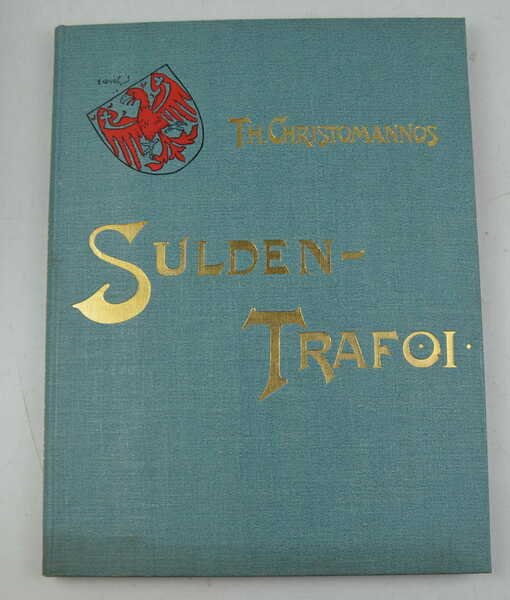 TH. CHRISTOMANNOS
SULDEN-
TRAFOI.